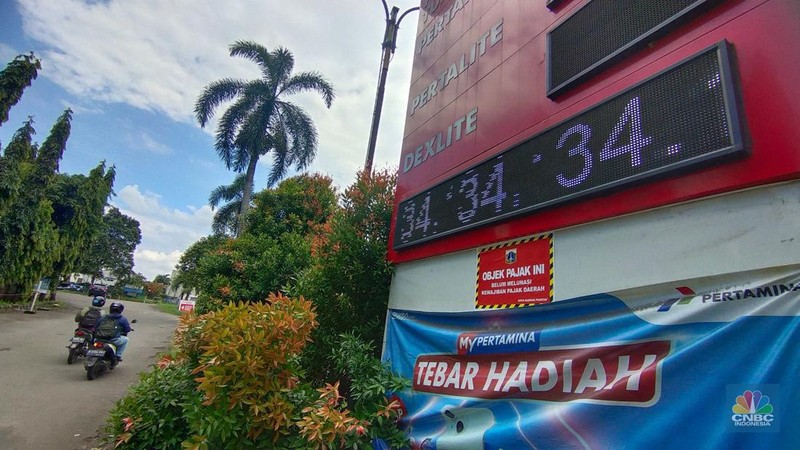 PERTAMAX
PERTALITE
DEXLITE
34. 34. 34.
OBJEK PAJAK INI
BELUM MELUNASI
KEWAJIBAN PAJAK DAERAH
PERTAMINA
MYPERTAMINA
TEBAR HADIAH
CNBC
INDONESIA